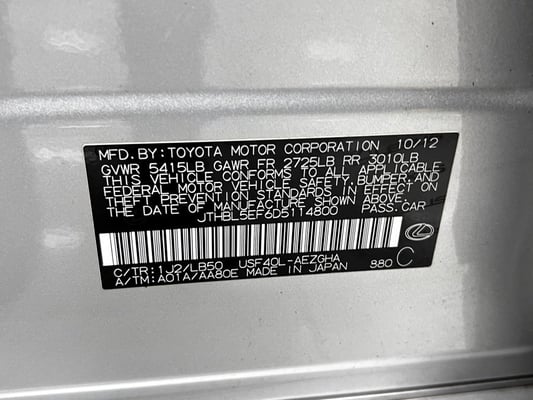 MFD. BY: TOYOTA MOTOR CORPORATION 10/12
GVWR 5415LB GAWR FR 2725LB RR 3010LB
THIS VEHICLE CONFORMS TO ALL APPLICABLE
FEDERAL MOTOR VEHICLE SAFETY, BUMPER, AND
THEFT PREVENTION STANDARDS IN EFFECT ON
THE DATE OF MANUFACTURE SHOWN ABOVE.
JTHBL5EF6D5114800 PASS.CAR
C/TR:1J2/LB50 USF40L-AEZGHA
A/TM:A01A/AA80E MADE IN JAPAN 880 C